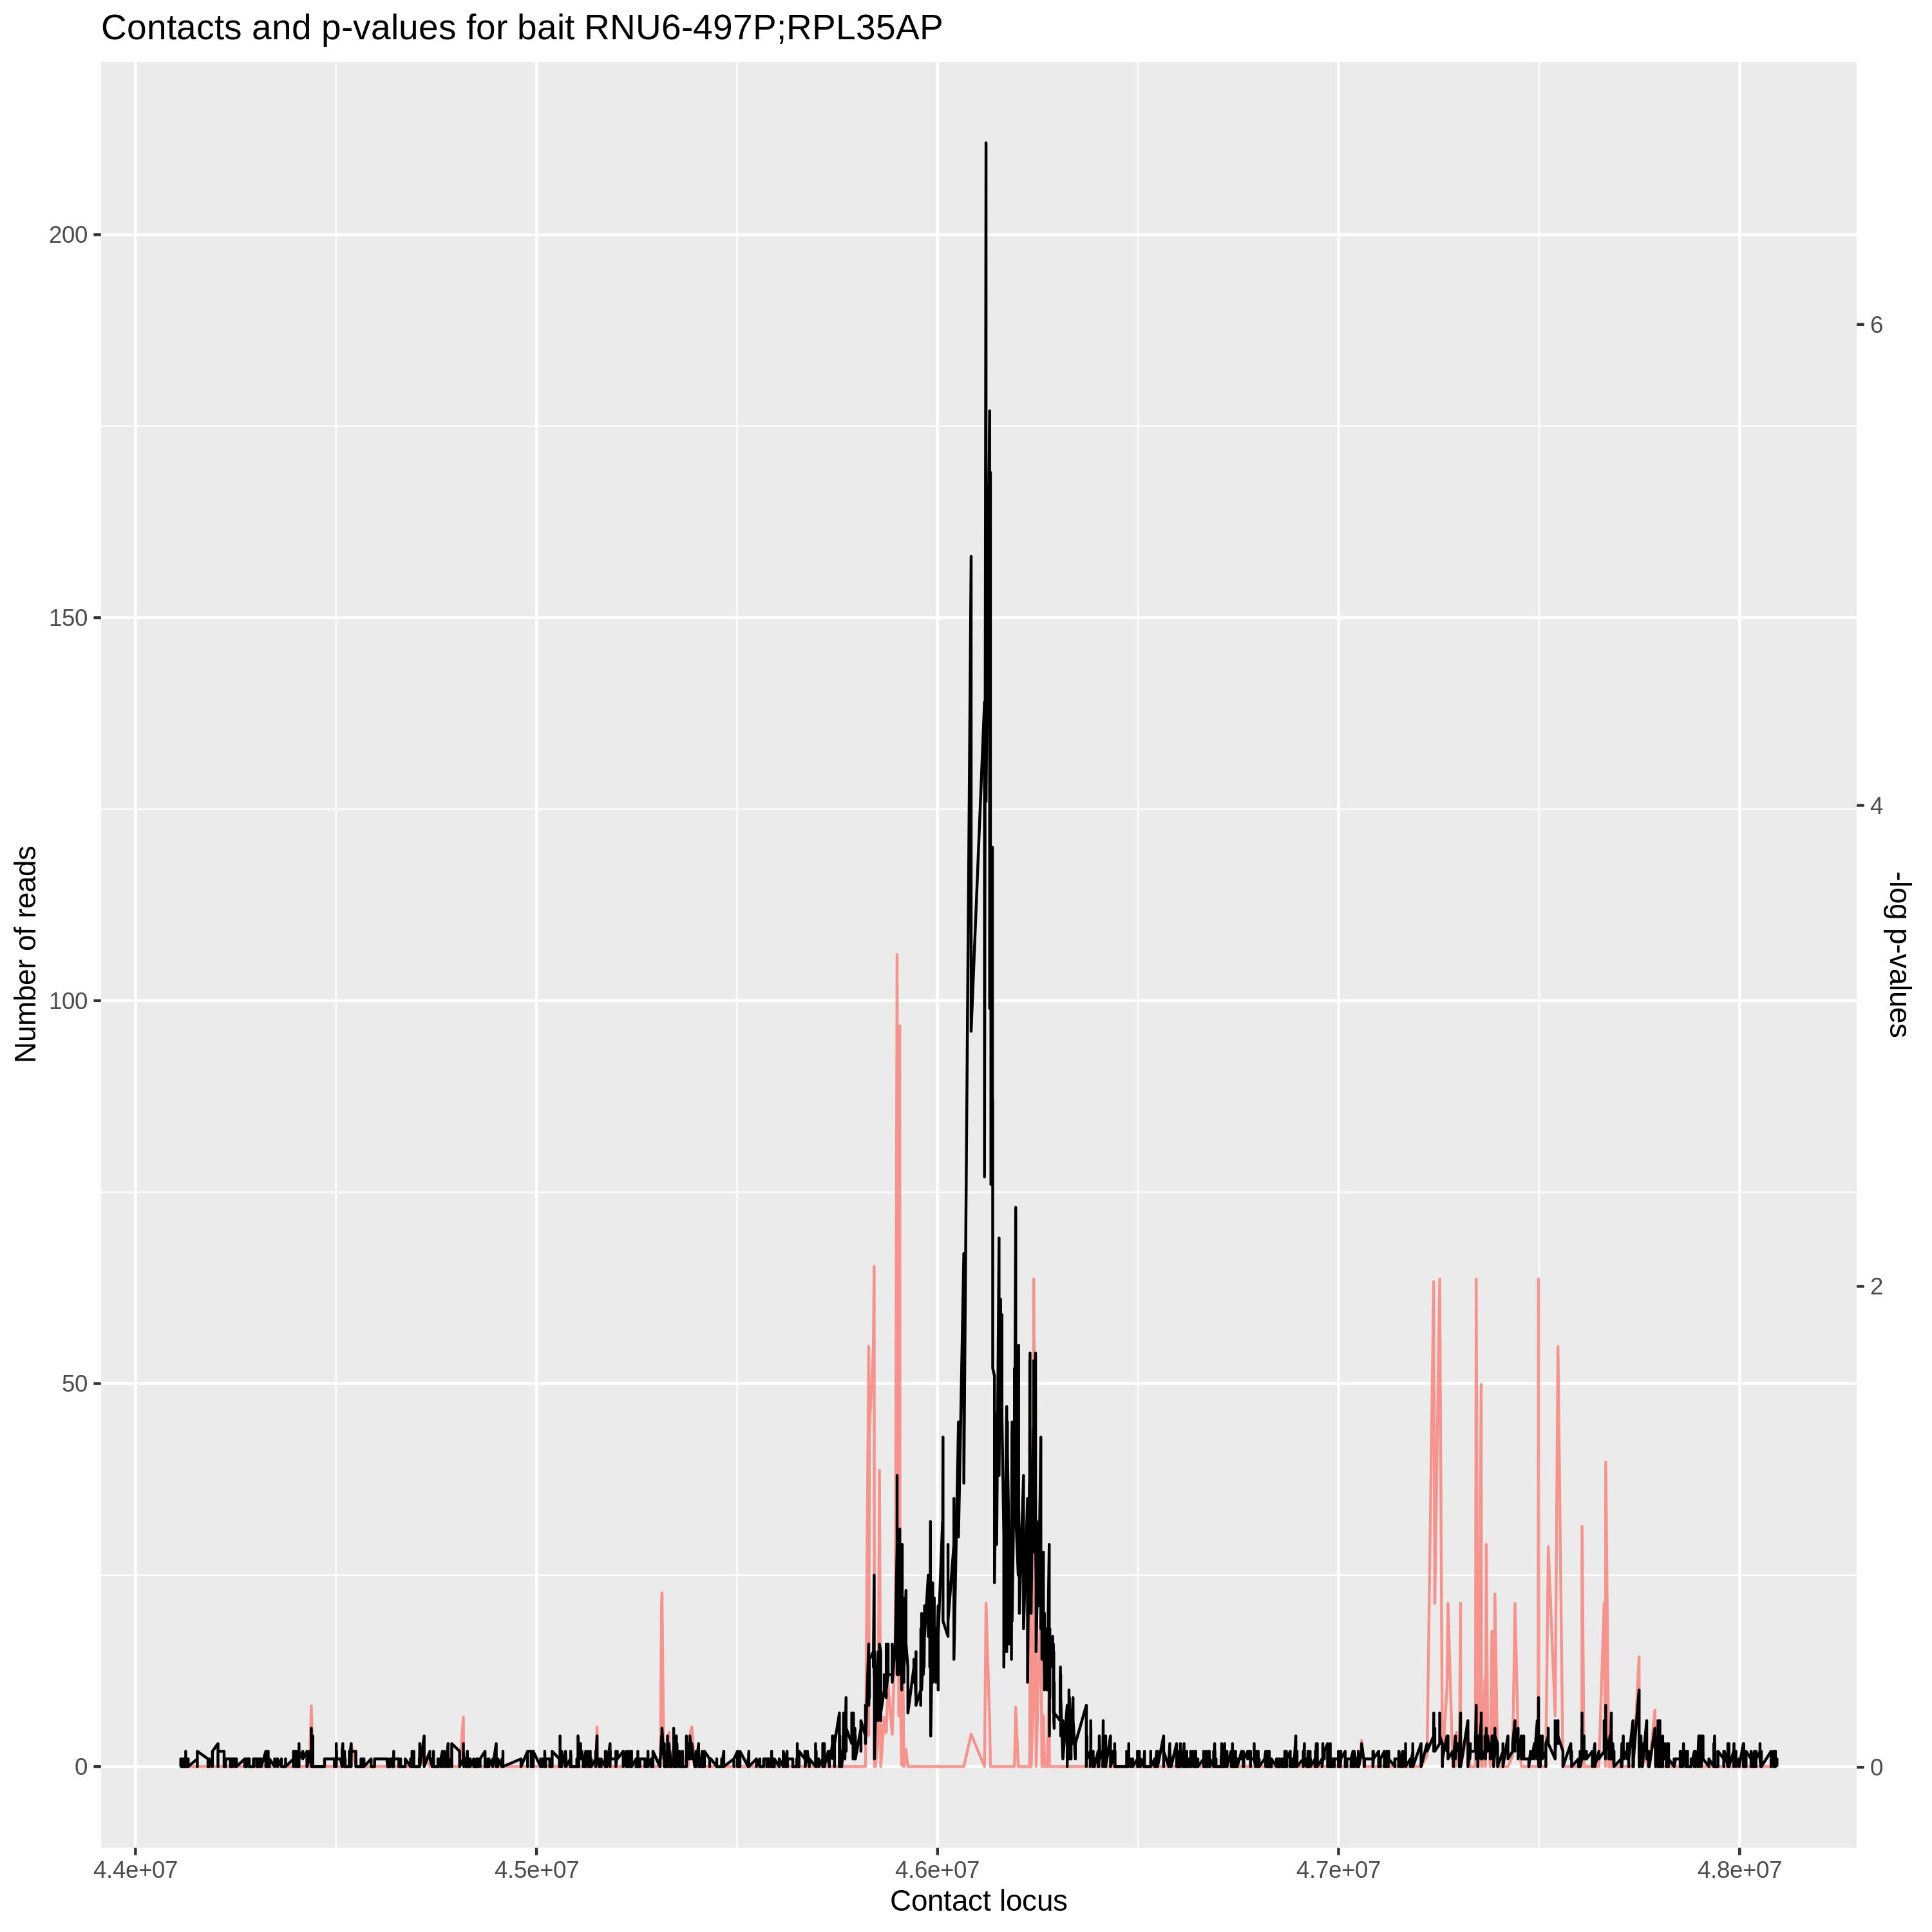 Contacts and p-values for bait RNU6-497P;RPL35AP
200
150
100
50
0
Number of reads
6
4
2
0
-log p-values
4.4e+07
4.5e+07
4.6e+07
4.7e+07
4.8e+07
Contact locus